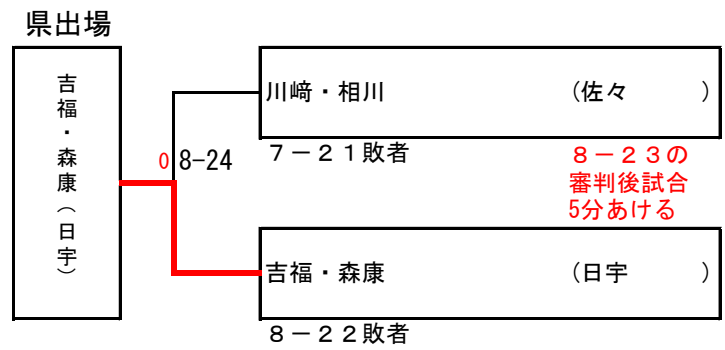 県出場
吉福・森康（日宇）
川﨑・相川 (佐々 )
7－21敗者
0 8-24
8－23の
審判後試合
5分あける
吉福・森康 (日宇 )
8－22敗者